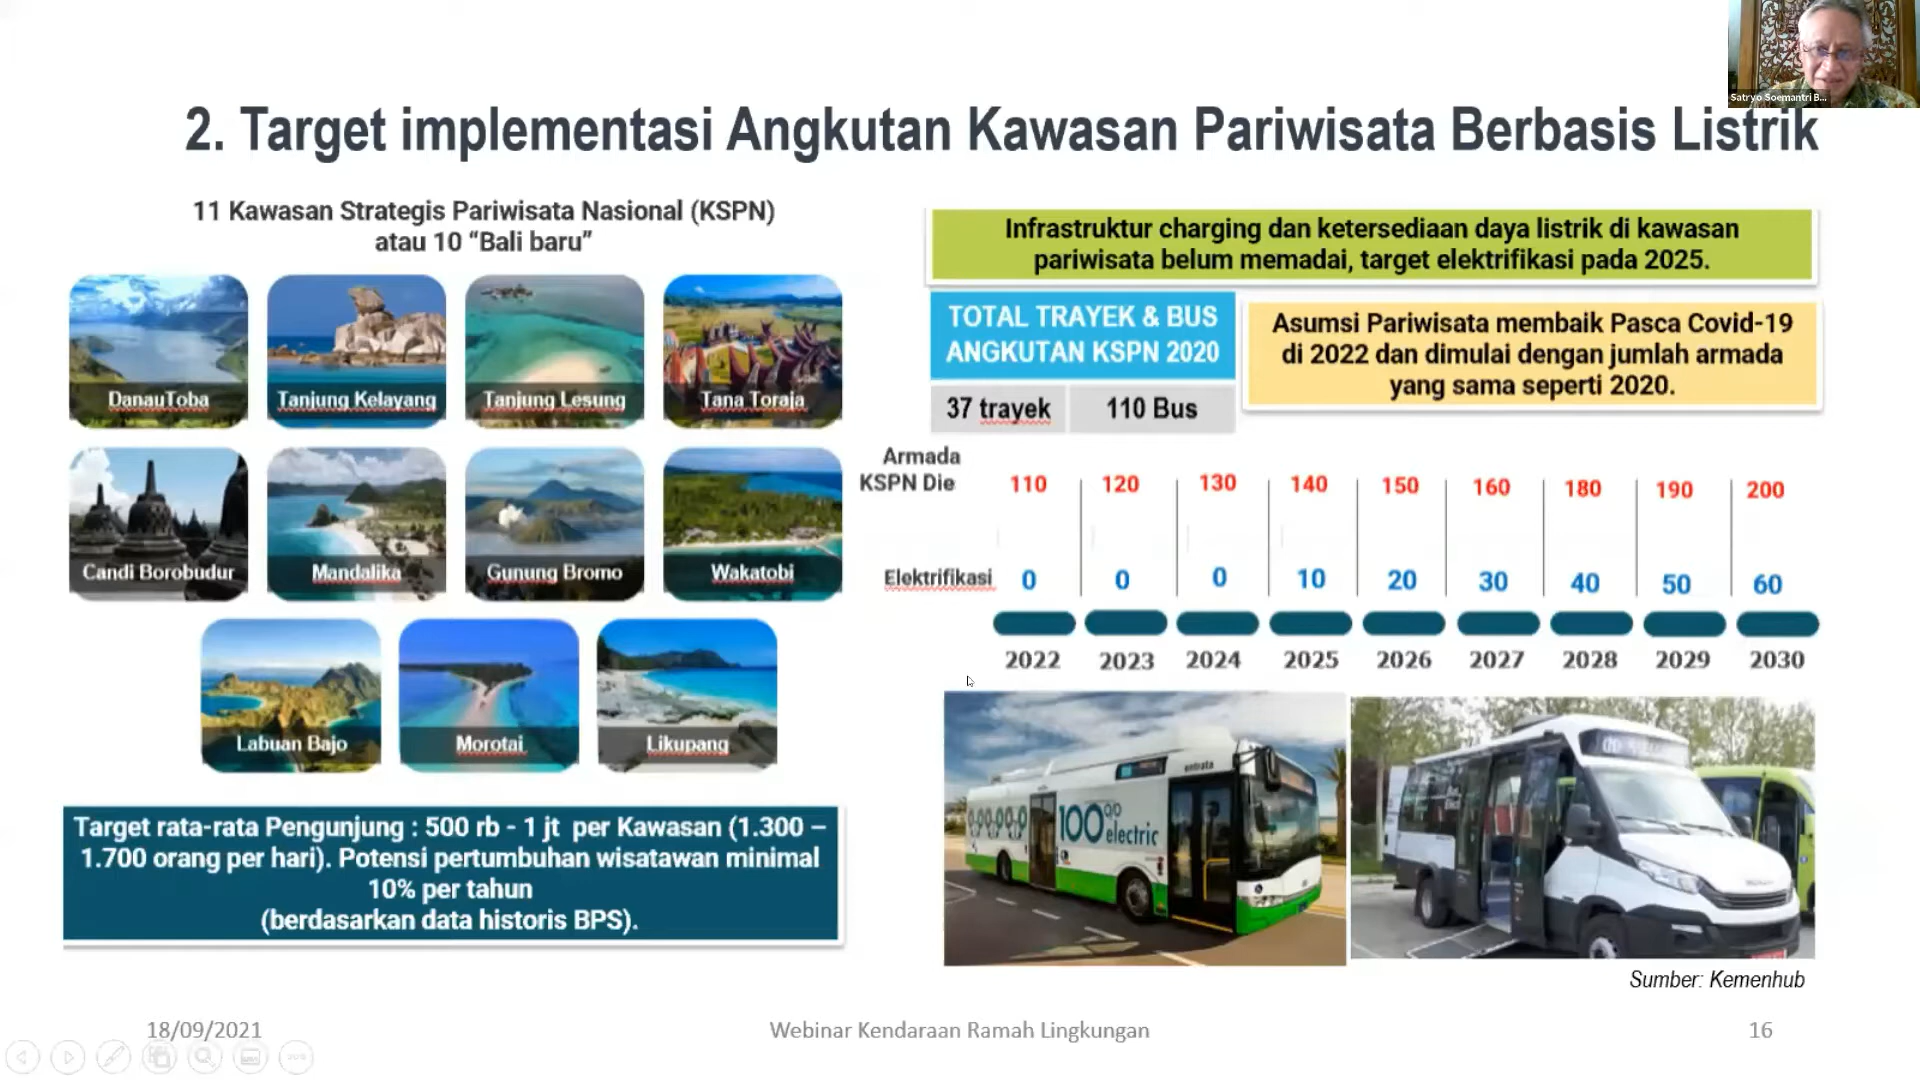 Satryo Soemantri B...
2. Target implementasi Angkutan Kawasan Pariwisata Berbasis Listrik
11 Kawasan Strategis Pariwisata Nasional (KSPN)
atau 10 “Bali baru”
DanauToba
Tanjung Kelayang
Tanjung Lesung
Tana Toraja
Candi Borobudur
Mandalika
Gunung Bromo
Wakatobi
Labuan Bajo
Morotai
Likupang
Target rata-rata Pengunjung : 500 rb - 1 jt per Kawasan (1.300 –
1.700 orang per hari). Potensi pertumbuhan wisatawan minimal
10% per tahun
(berdasarkan data historis BPS).
Infrastruktur charging dan ketersediaan daya listrik di kawasan
pariwisata belum memadai, target elektrifikasi pada 2025.
TOTAL TRAYEK & BUS
ANGKUTAN KSPN 2020
37 trayek
110 Bus
Asumsi Pariwisata membaik Pasca Covid-19
di 2022 dan dimulai dengan jumlah armada
yang sama seperti 2020.
Armada
KSPN Die
110 120 130 140 150 160 180 190 200
Elektrifikasi 0 0 0 10 20 30 40 50 60
2022 2023 2024 2025 2026 2027 2028 2029 2030
entrata
100%
electric
Sumber: Kemenhub
18/09/2021
Webinar Kendaraan Ramah Lingkungan
16